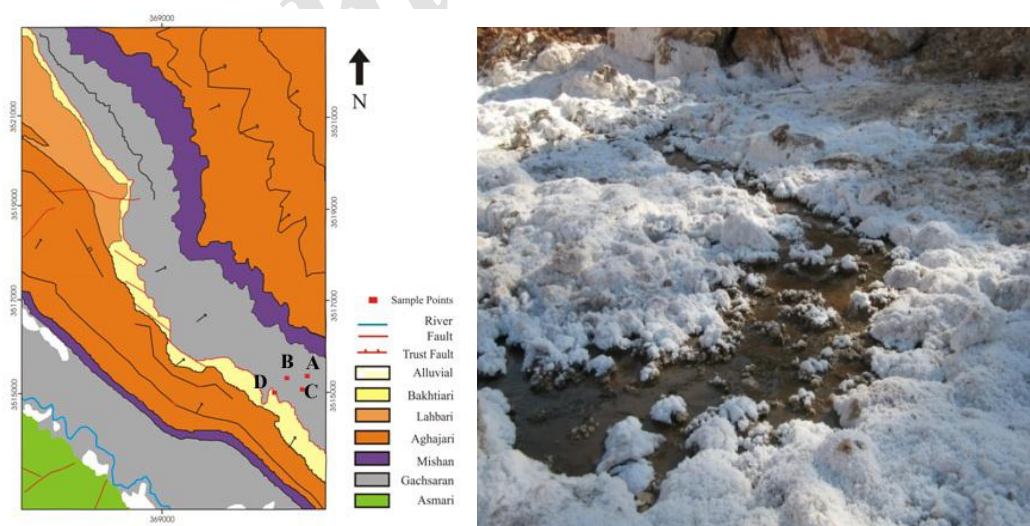 369000
N
3521000
3521000
3519000
3519000
3517000
3517000
Sample Points
River
Fault
Trust Fault
B
A
Alluvial
D
C
3515000
3515000
Bakhtiari
Lahbari
Aghajari
Mishan
Gachsaran
Asmari
369000